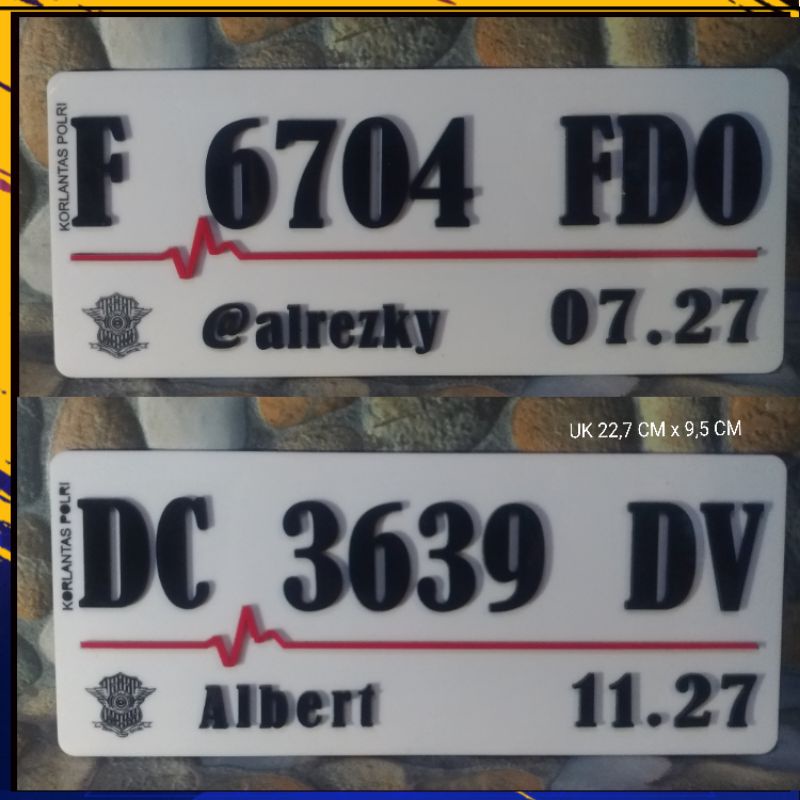 KORLANTAS POLRI
F 6704 FDO
@alrezky 07.27
UK 22,7 CM x 9,5 CM
KORLANTAS POLRI
DC 3639 DV
Albert 11.27